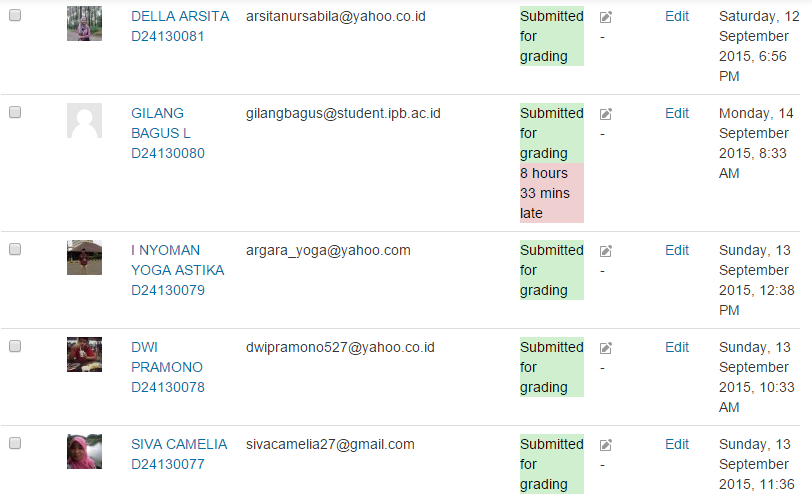 DELLA ARSITA arsitanursabila@yahoo.co.id Submitted Edit Saturday, 12
D24130081 for - September
grading 2015, 6:56
PM
GILANG gilangbagus@student.ipb.ac.id Submitted Edit Monday, 14
BAGUS L for - September
D24130080 grading 2015, 8:33
8 hours AM
33 mins
late
I NYOMAN argara_yoga@yahoo.com Submitted Edit Sunday, 13
YOGA ASTIKA for - September
D24130079 grading 2015, 12:38
PM
DWI dwipramono527@yahoo.co.id Submitted Edit Sunday, 13
PRAMONO for - September
D24130078 grading 2015, 10:33
AM
SIVA CAMELIA sivacamelia27@gmail.com Submitted Edit Sunday, 13
D24130077 for - September
grading 2015, 11:36